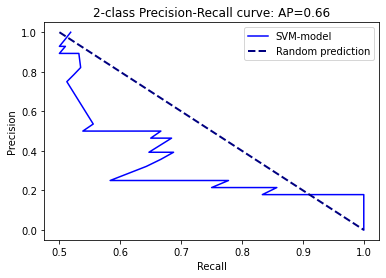 2-class Precision-Recall curve: AP=0.66
SVM-model
Random prediction
Precision
1.0
0.8
0.6
0.4
0.2
0.0
0.5
0.6
0.7
0.8
0.9
1.0
Recall